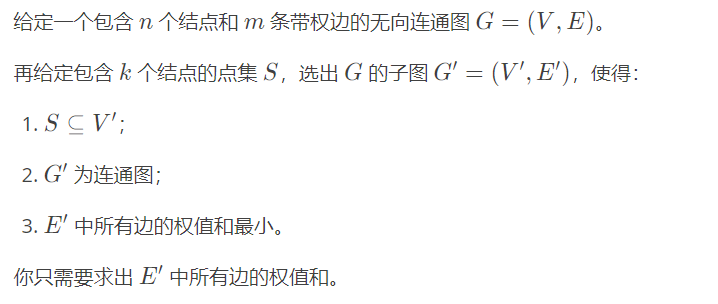 给定一个包含 n 个结点和 m 条带权边的无向连通图 G = (V, E)。
再给定包含 k 个结点的点集 S，选出 G 的子图 G′ = (V′, E′)，使得：
1. S ⊆ V′；
2. G′ 为连通图；
3. E′ 中所有边的权值和最小。
你只需要求出 E′ 中所有边的权值和。